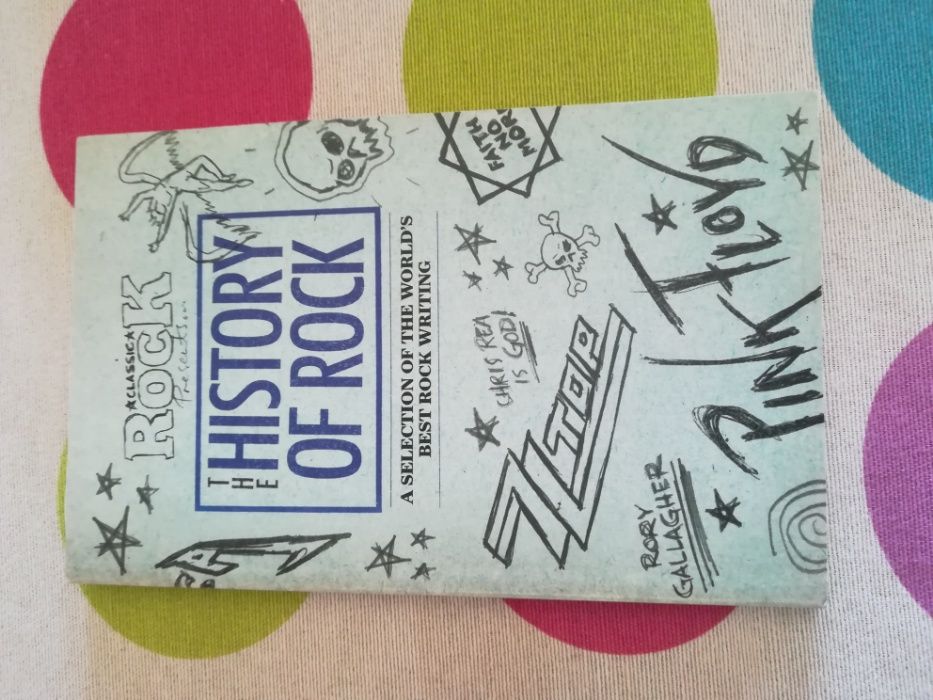 ★CLASSIC★
ROCK
Presents...
THE
HISTORY
OF ROCK
A SELECTION OF THE WORLD'S
BEST ROCK WRITING
FAITH
NO
MORE
CHRIS REA
IS GOD!
ZZ TOP
PINK FLOYD
RORY
GALLAGHER